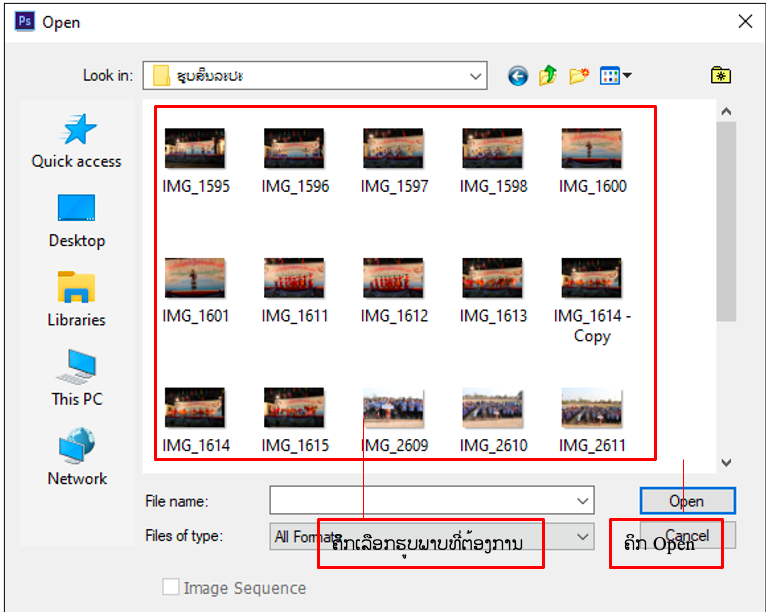 Ps Open
Look in: ຮູບສິນລະປະ
Quick access
Desktop
Libraries
This PC
Network
IMG_1595 IMG_1596 IMG_1597 IMG_1598 IMG_1600
IMG_1601 IMG_1611 IMG_1612 IMG_1613 IMG_1614 -
Copy
IMG_1614 IMG_1615 IMG_2609 IMG_2610 IMG_2611
File name: Open
Files of type: All Formats Cancel
ຄິກເລືອກຮູບພາບທີ່ຕ້ອງການ
ຄິກ Open
Image Sequence